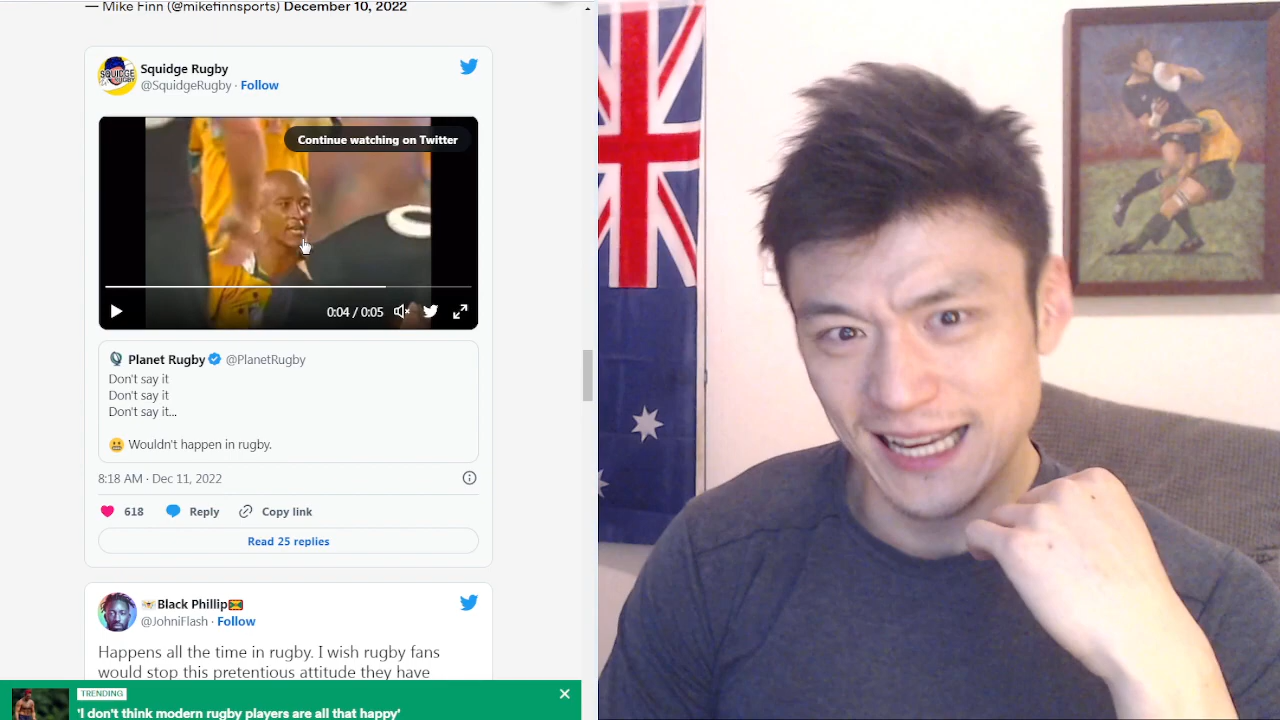 — Mike Finn (@mikefinnsports) December 10, 2022
Squidge Rugby
@SquidgeRugby · Follow
SQUIDGE
RUGBY
Continue watching on Twitter
0:04 / 0:05
Planet Rugby @PlanetRugby
Don't say it
Don't say it
Don't say it...
😬 Wouldn't happen in rugby.
8:18 AM · Dec 11, 2022
618 Reply Copy link
Read 25 replies
Black Phillip🇬🇩
@JohniFlash · Follow
Happens all the time in rugby. I wish rugby fans
would stop this pretentious attitude they have
TRENDING
'I don't think modern rugby players are all that happy'